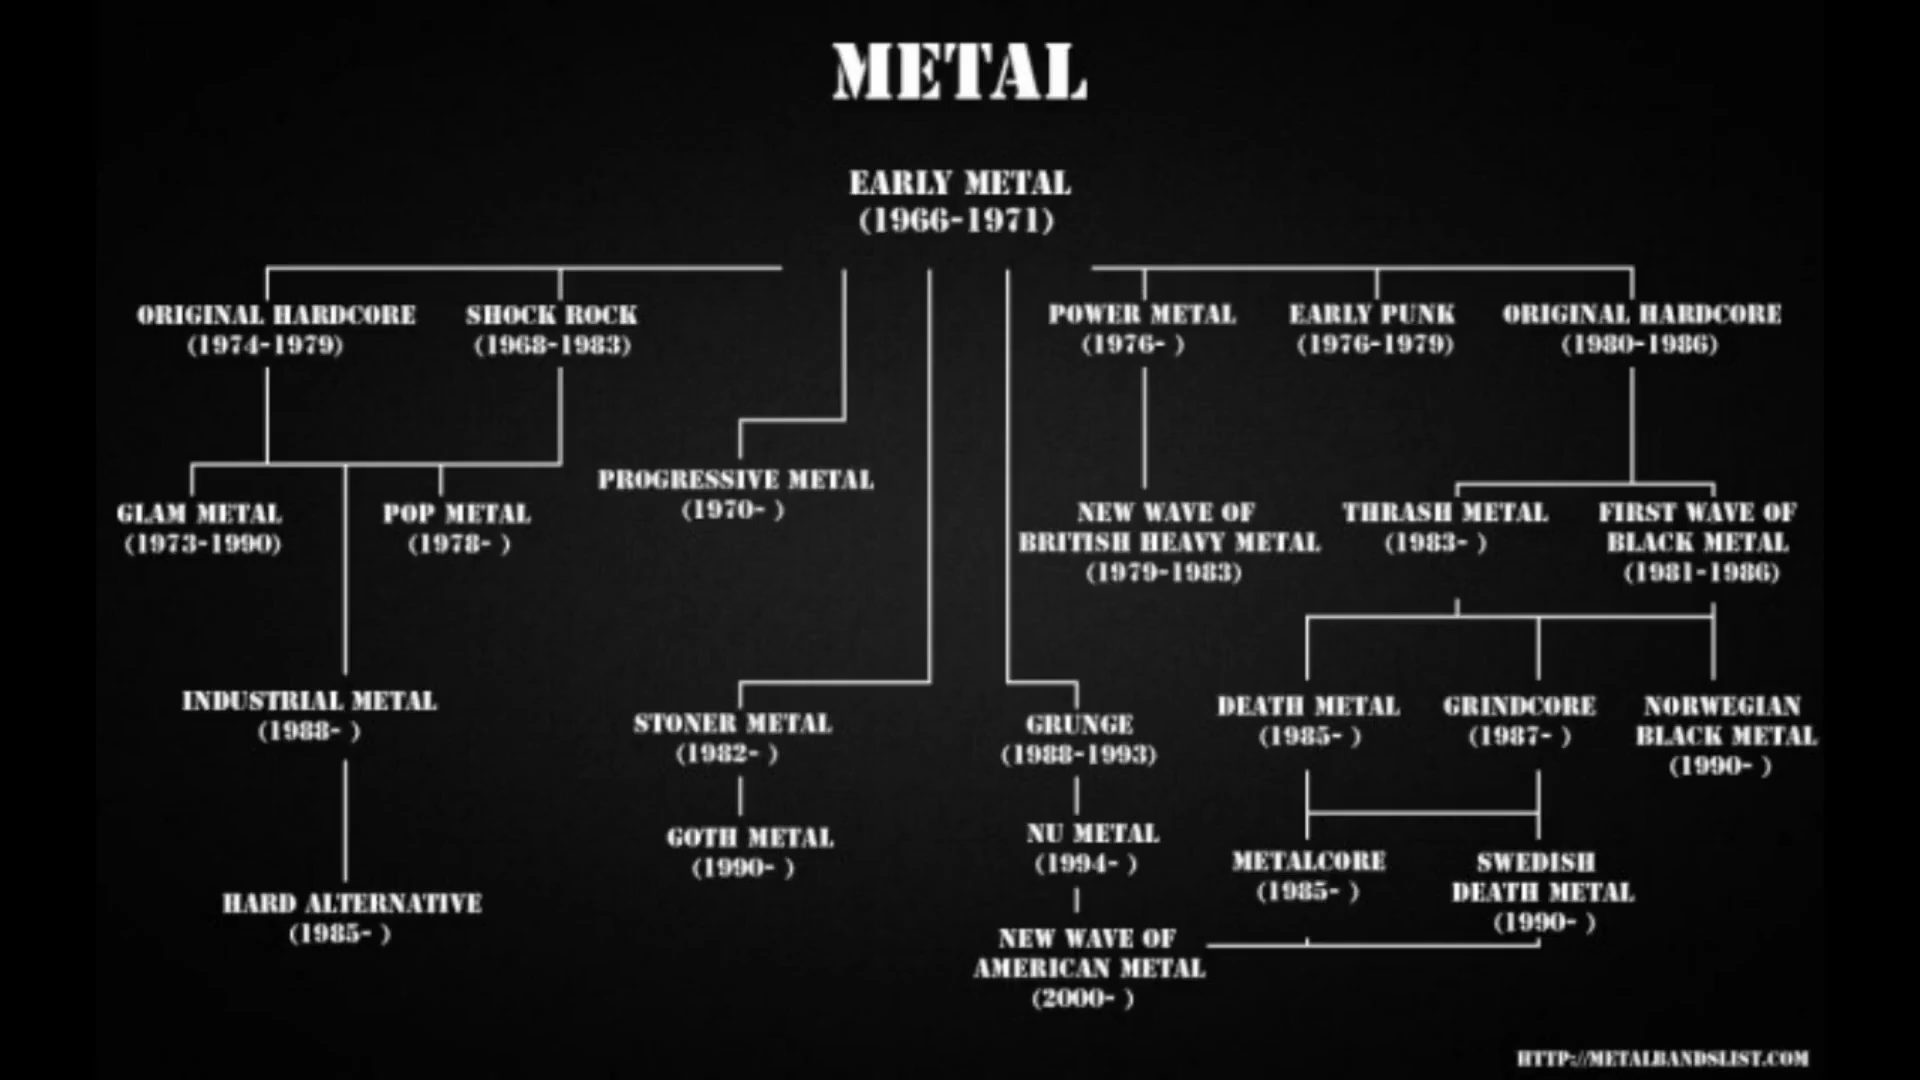 METAL
EARLY METAL
(1966-1971)
ORIGINAL HARDCORE
(1974-1979)
SHOCK ROCK
(1968-1983)
POWER METAL
(1976- )
EARLY PUNK
(1976-1979)
ORIGINAL HARDCORE
(1980-1986)
GLAM METAL
(1973-1990)
POP METAL
(1978- )
PROGRESSIVE METAL
(1970- )
NEW WAVE OF
BRITISH HEAVY METAL
(1979-1983)
THRASH METAL
(1983- )
FIRST WAVE OF
BLACK METAL
(1981-1986)
INDUSTRIAL METAL
(1988- )
STONER METAL
(1982- )
GRUNGE
(1988-1993)
DEATH METAL
(1985- )
GRINDCORE
(1987- )
NORWEGIAN
BLACK METAL
(1990- )
GOTH METAL
(1990- )
NU METAL
(1994- )
METALCORE
(1985- )
SWEDISH
DEATH METAL
(1990- )
HARD ALTERNATIVE
(1985- )
NEW WAVE OF
AMERICAN METAL
(2000- )
HTTP://METALBANDSLIST.COM